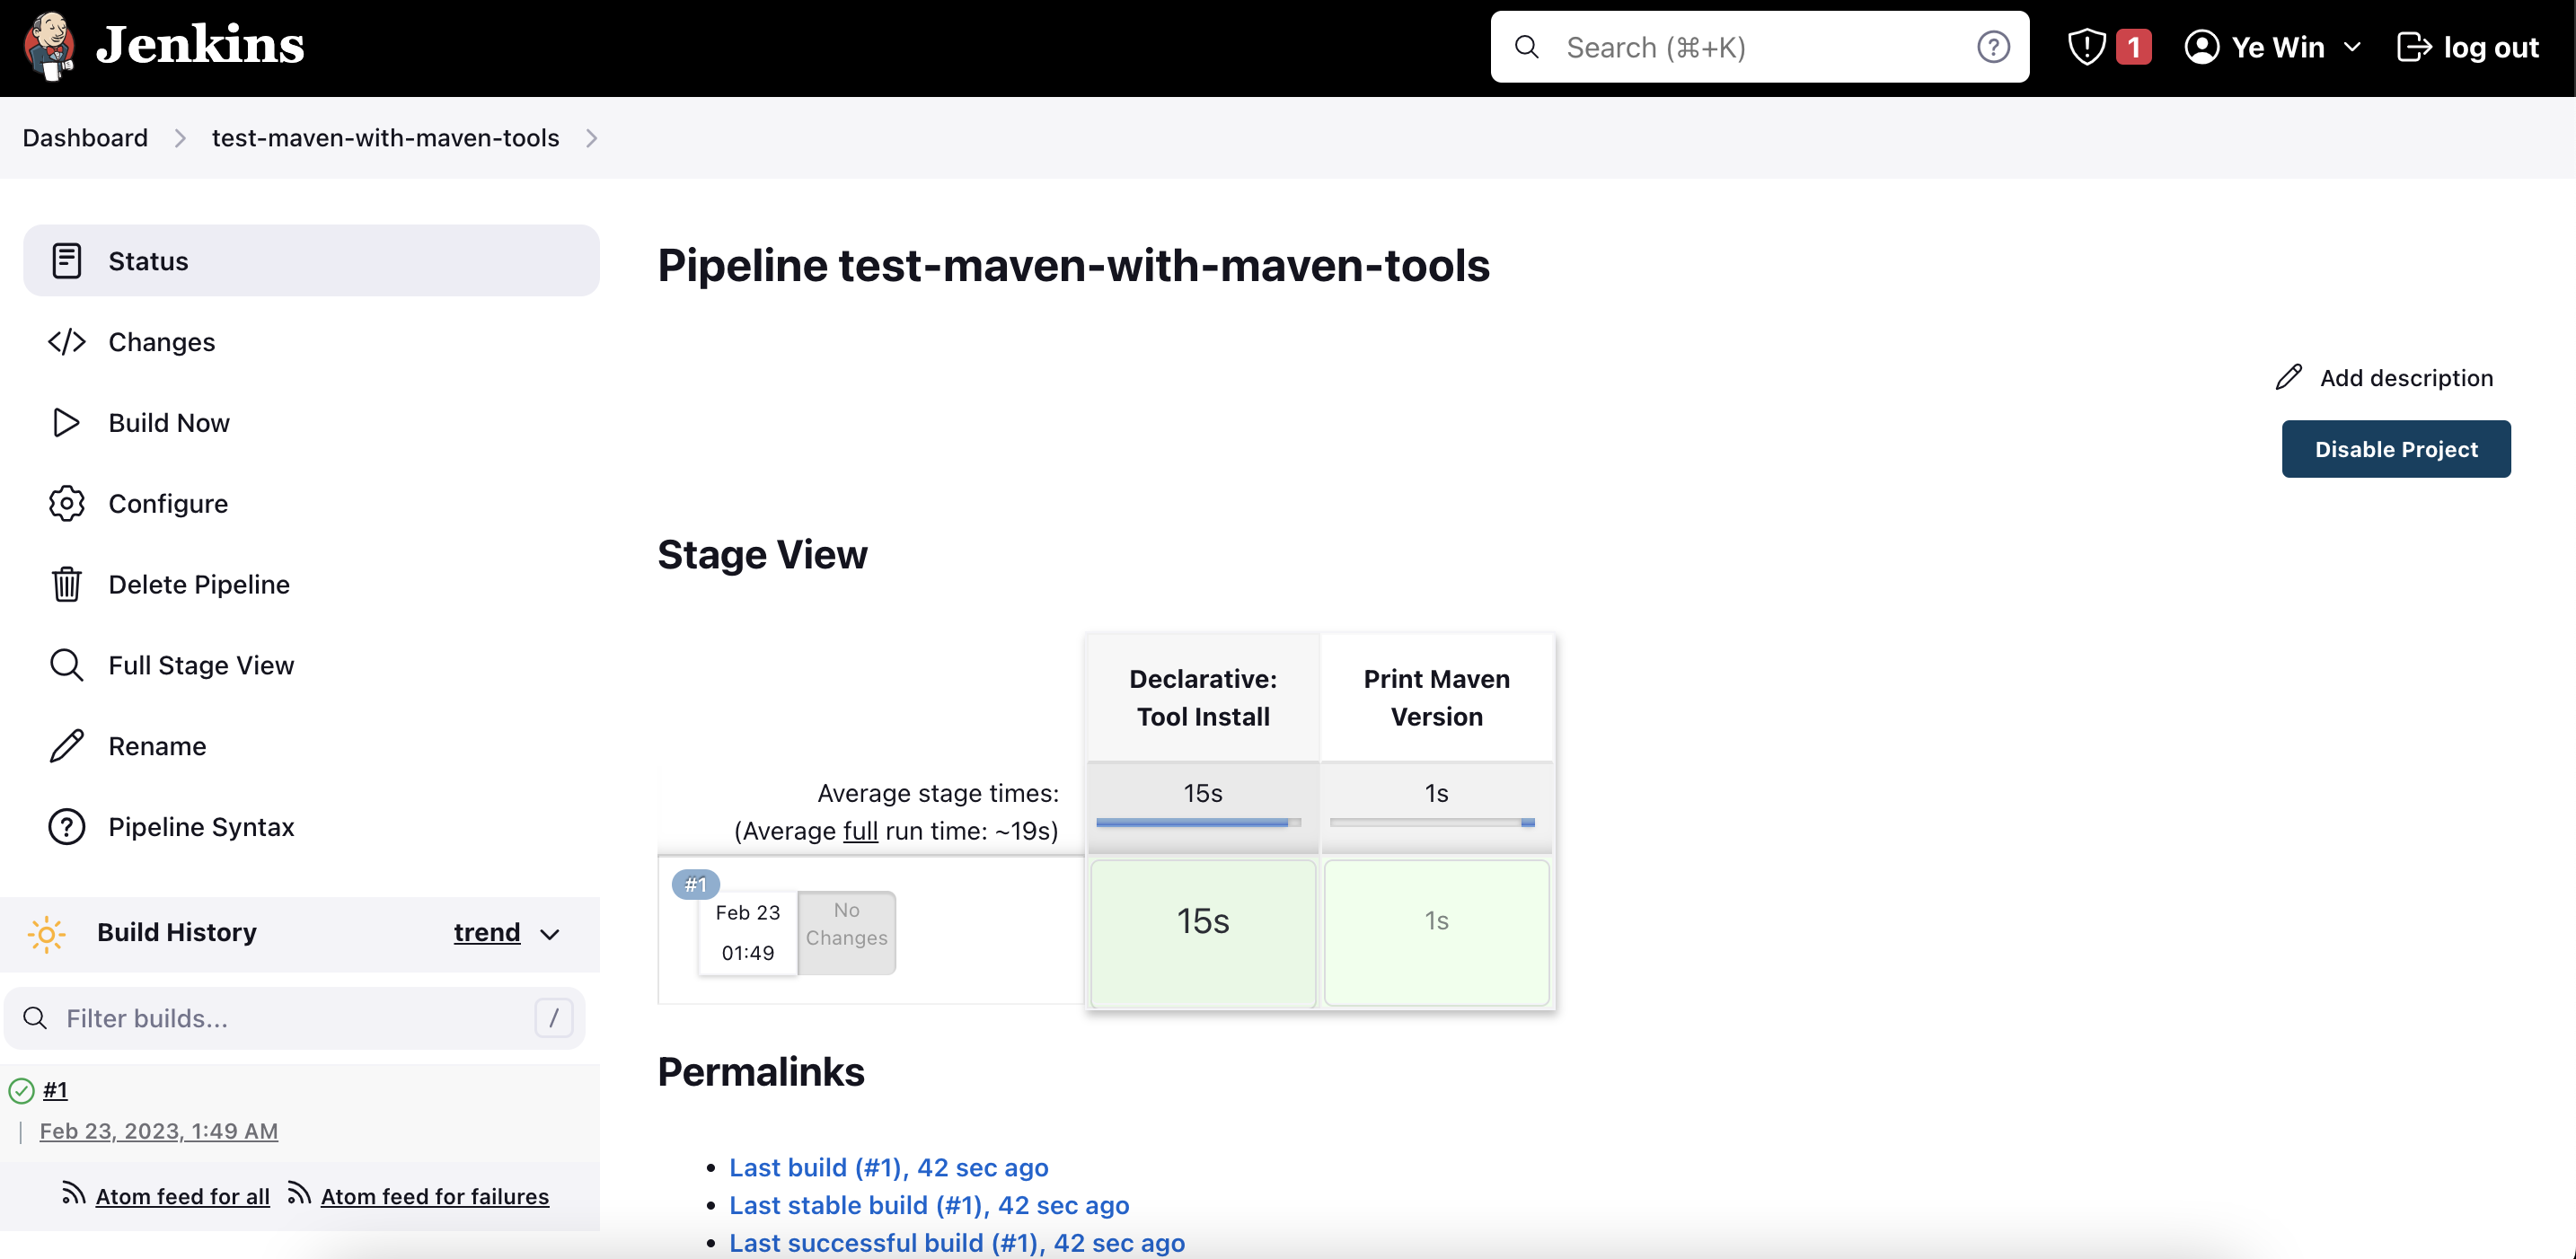 Jenkins
Search (⌘+K)
1
Ye Win
log out
Dashboard
test-maven-with-maven-tools
Status
Changes
Build Now
Configure
Delete Pipeline
Full Stage View
Rename
Pipeline Syntax
Build History
trend
Filter builds...
/
#1
Feb 23, 2023, 1:49 AM
Atom feed for all
Atom feed for failures
Pipeline test-maven-with-maven-tools
Add description
Disable Project
Stage View
Declarative:
Tool Install
Print Maven
Version
Average stage times:
(Average full run time: ~19s)
15s
1s
#1
Feb 23
01:49
No
Changes
15s
1s
Permalinks
Last build (#1), 42 sec ago
Last stable build (#1), 42 sec ago
Last successful build (#1), 42 sec ago